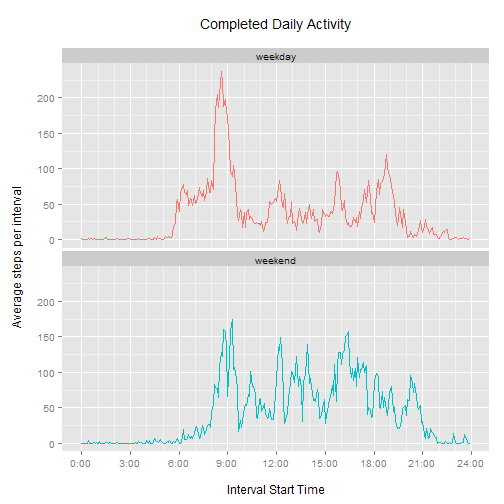 Completed Daily Activity
weekday
200
150
100
50
0
Average steps per interval
weekend
200
150
100
50
0
0:00 3:00 6:00 9:00 12:00 15:00 18:00 21:00 24:00
Interval Start Time